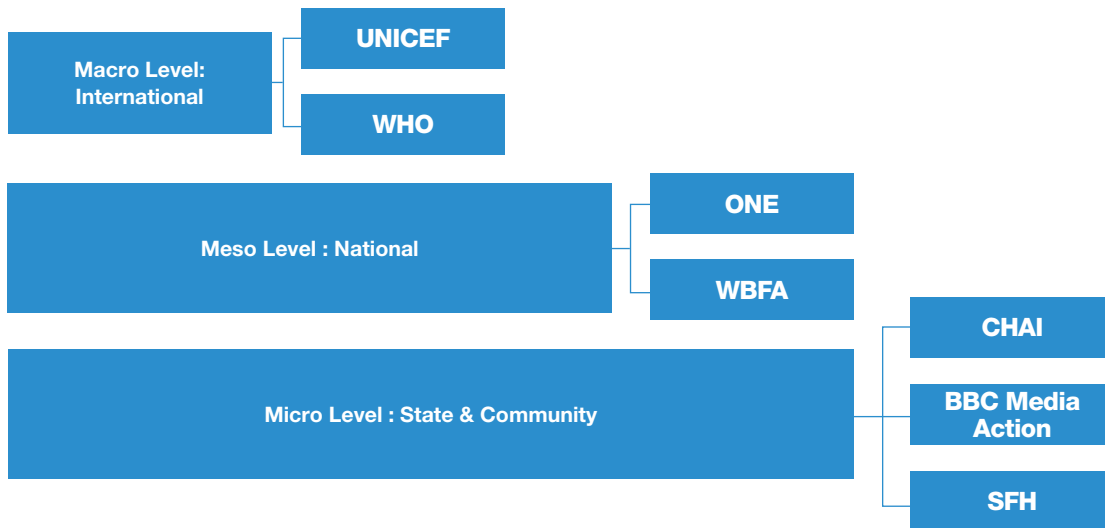 Macro Level:
International
UNICEF
WHO
Meso Level : National
ONE
WBFA
Micro Level : State & Community
CHAI
BBC Media
Action
SFH